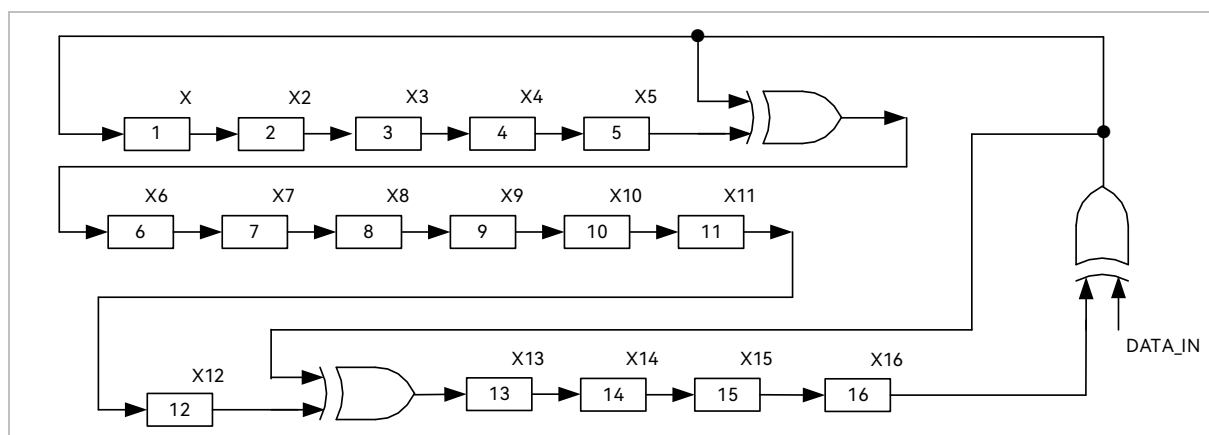 X X2 X3 X4 X5
1 2 3 4 5
X6 X7 X8 X9 X10 X11
6 7 8 9 10 11
DATA_IN
X12 X13 X14 X15 X16
12 13 14 15 16